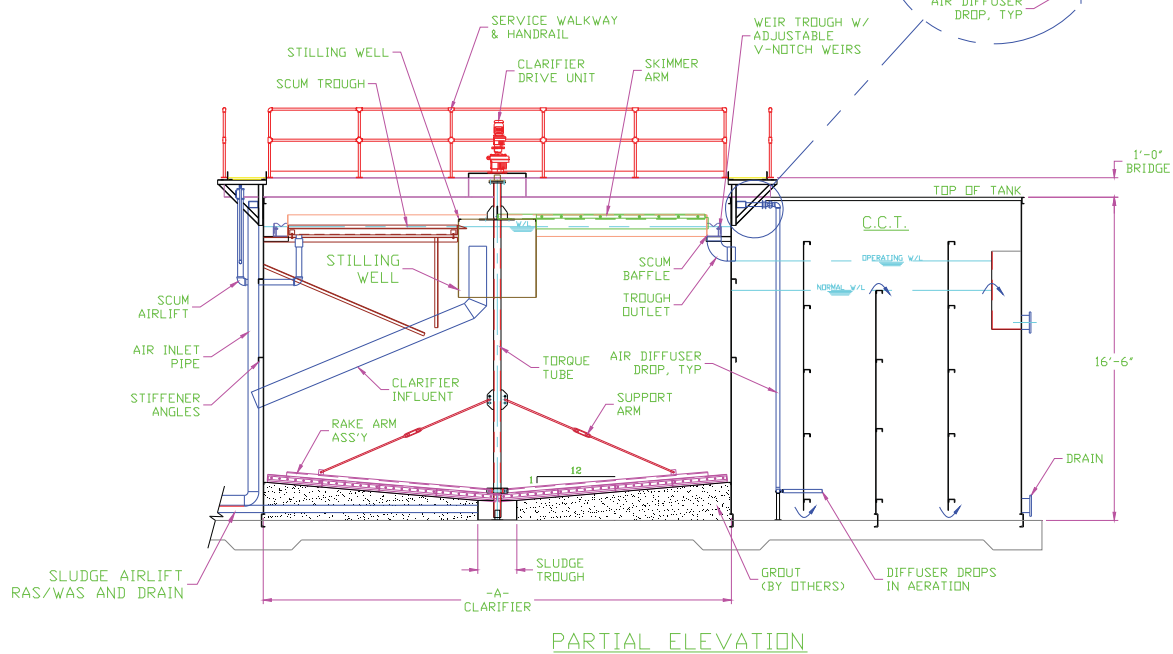 AIR DIFFUSER
DROP, TYP
SERVICE WALKWAY
& HANDRAIL
WEIR TROUGH W/
ADJUSTABLE
V-NOTCH WEIRS
STILLING WELL
CLARIFIER
DRIVE UNIT
SKIMMER
ARM
SCUM TROUGH
1'-0"
BRIDGE
TOP OF TANK
C.C.T.
W/L
STILLING
WELL
SCUM
BAFFLE
OPERATING W/L
NORMAL W/L
TROUGH
OUTLET
SCUM
AIRLIFT
AIR INLET
PIPE
TORQUE
TUBE
AIR DIFFUSER
DROP, TYP
16'-6"
CLARIFIER
INFLUENT
STIFFENER
ANGLES
SUPPORT
ARM
RAKE ARM
ASS'Y
12
1
DRAIN
SLUDGE AIRLIFT
RAS/WAS AND DRAIN
SLUDGE
TROUGH
GROUT
(BY OTHERS)
DIFFUSER DROPS
IN AERATION
-A-
CLARIFIER
PARTIAL ELEVATION